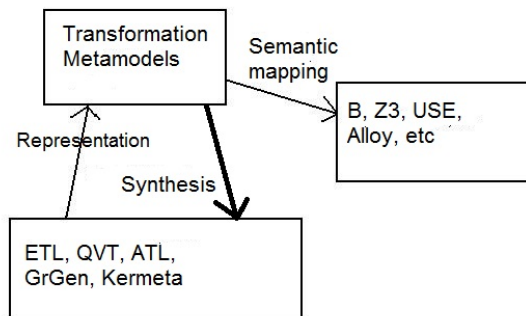 Transformation
Metamodels
Semantic
mapping
B, Z3, USE,
Alloy, etc
Representation
Synthesis
ETL, QVT, ATL,
GrGen, Kermeta